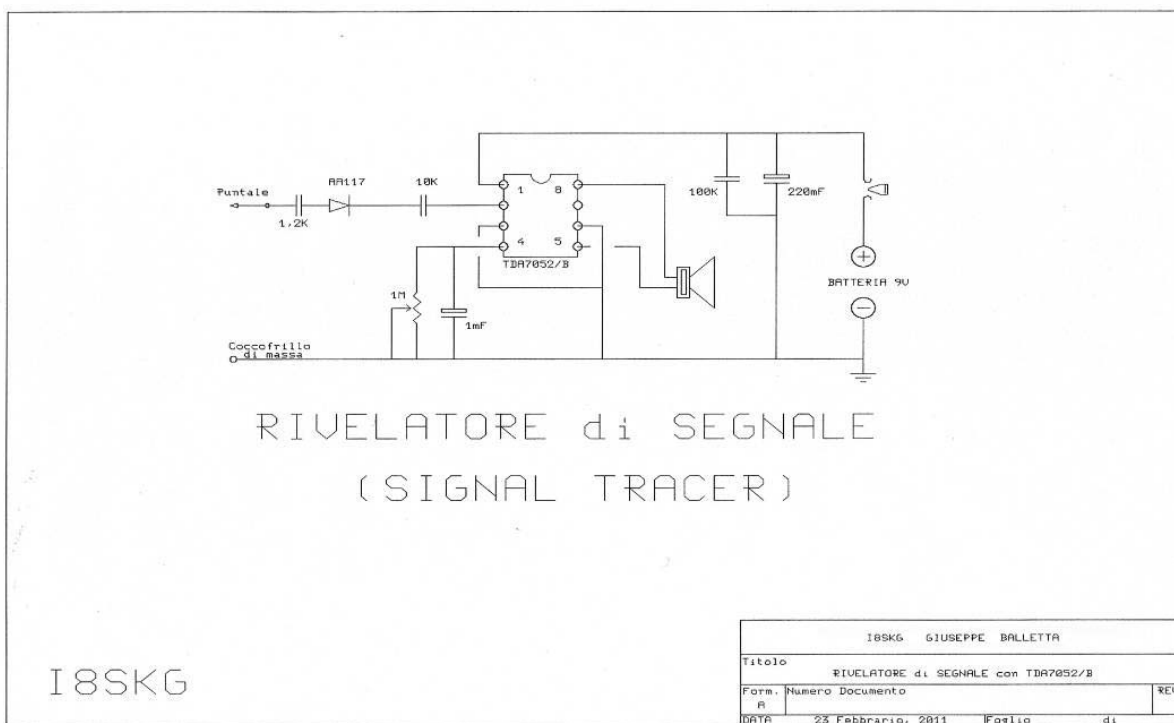 Puntale
1,2K
AA117
10K
1
8
4
5
TDA7052/B
100K
220mF
BATTERIA 9V
1M
1mF
Coccofrillo
di massa
RIVELATORE di SEGNALE
(SIGNAL TRACER)
I8SKG
I8SKG GIUSEPPE BALLETTA
Titolo
RIVELATORE di SEGNALE con TDA7052/B
Form.
A
Numero Documento
REV
DATA 23 Febbrario, 2011 Foglio di